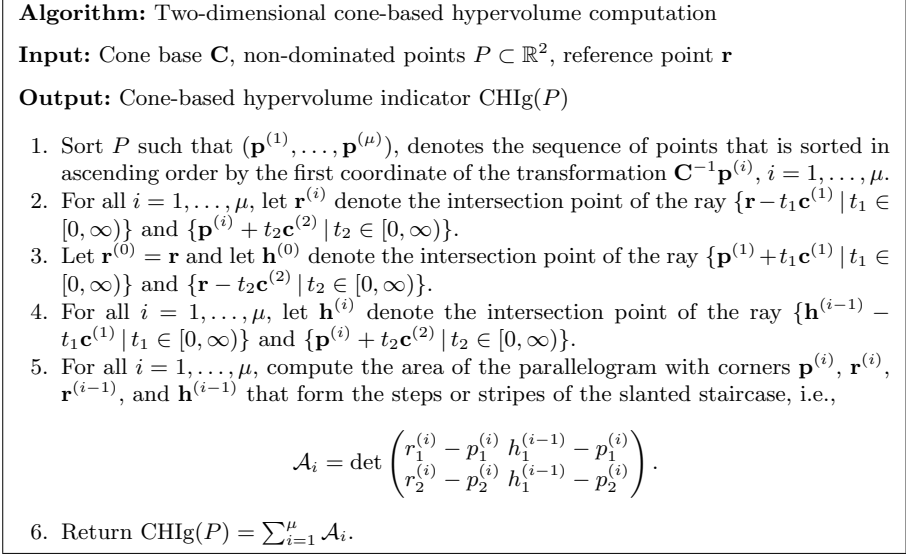 Algorithm: Two-dimensional cone-based hypervolume computation
Input: Cone base C, non-dominated points P ⊂ ℝ², reference point r
Output: Cone-based hypervolume indicator CHIg(P)
1. Sort P such that (p⁽¹⁾, . . . , p⁽μ⁾), denotes the sequence of points that is sorted in
ascending order by the first coordinate of the transformation C⁻¹p⁽ⁱ⁾, i = 1, . . . , μ.
2. For all i = 1, . . . , μ, let r⁽ⁱ⁾ denote the intersection point of the ray {r − t₁c⁽¹⁾ | t₁ ∈
[0, ∞)} and {p⁽ⁱ⁾ + t₂c⁽²⁾ | t₂ ∈ [0, ∞)}.
3. Let r⁽⁰⁾ = r and let h⁽⁰⁾ denote the intersection point of the ray {p⁽¹⁾ + t₁c⁽¹⁾ | t₁ ∈
[0, ∞)} and {r − t₂c⁽²⁾ | t₂ ∈ [0, ∞)}.
4. For all i = 1, . . . , μ, let h⁽ⁱ⁾ denote the intersection point of the ray {h⁽ⁱ⁻¹⁾ −
t₁c⁽¹⁾ | t₁ ∈ [0, ∞)} and {p⁽ⁱ⁾ + t₂c⁽²⁾ | t₂ ∈ [0, ∞)}.
5. For all i = 1, . . . , μ, compute the area of the parallelogram with corners p⁽ⁱ⁾, r⁽ⁱ⁾,
r⁽ⁱ⁻¹⁾, and h⁽ⁱ⁻¹⁾ that form the steps or stripes of the slanted staircase, i.e.,
𝒜ᵢ = det ( r₁⁽ⁱ⁾ − p₁⁽ⁱ⁾ h₁⁽ⁱ⁻¹⁾ − p₁⁽ⁱ⁾
r₂⁽ⁱ⁾ − p₂⁽ⁱ⁾ h₁⁽ⁱ⁻¹⁾ − p₂⁽ⁱ⁾ ) .
6. Return CHIg(P) = ∑ᵢ₌₁^μ 𝒜ᵢ.